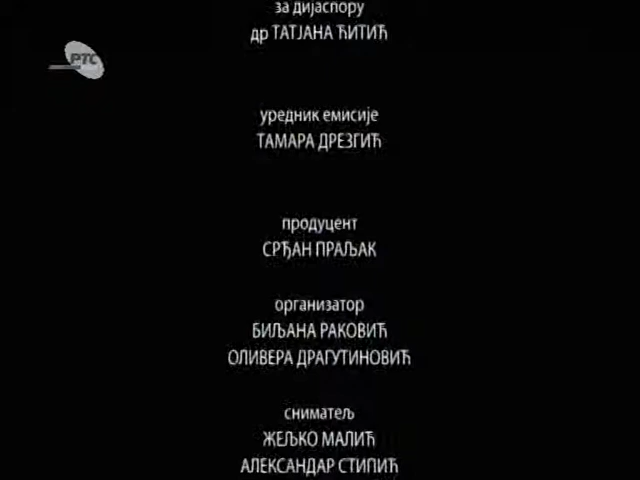 за дијаспору
др ТАТЈАНА ЋИТИЋ
РТС
уредник емисије
ТАМАРА ДРЕЗГИЋ
продуцент
СРЂАН ПРАЉАК
организатор
БИЉАНА РАКОВИЋ
ОЛИВЕРА ДРАГУТИНОВИЋ
сниматељ
ЖЕЉКО МАЛИЋ
АЛЕКСАНДАР СТИПИЋ